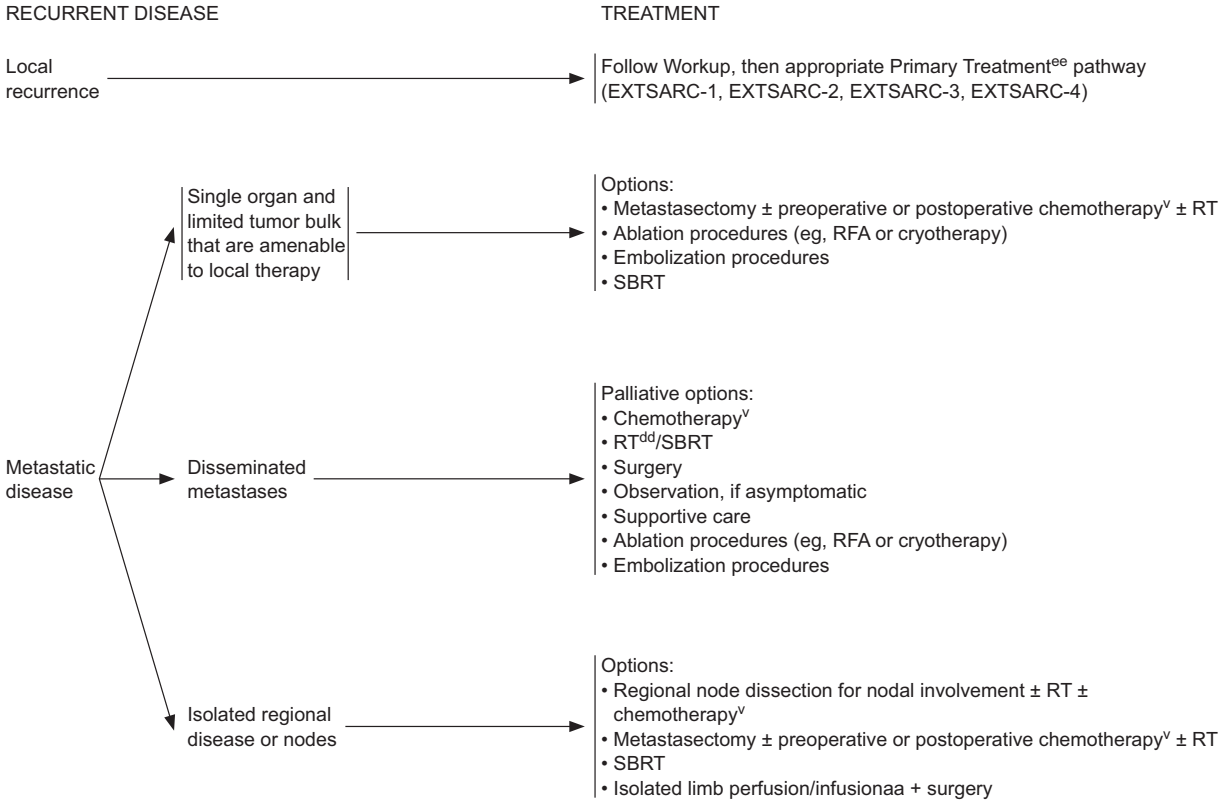 RECURRENT DISEASE
TREATMENT
Local
recurrence
Follow Workup, then appropriate Primary Treatmentee pathway
(EXTSARC-1, EXTSARC-2, EXTSARC-3, EXTSARC-4)
Single organ and
limited tumor bulk
that are amenable
to local therapy
Options:
• Metastasectomy ± preoperative or postoperative chemotherapyv ± RT
• Ablation procedures (eg, RFA or cryotherapy)
• Embolization procedures
• SBRT
Metastatic
disease
Disseminated
metastases
Palliative options:
• Chemotherapyv
• RTdd/SBRT
• Surgery
• Observation, if asymptomatic
• Supportive care
• Ablation procedures (eg, RFA or cryotherapy)
• Embolization procedures
Isolated regional
disease or nodes
Options:
• Regional node dissection for nodal involvement ± RT ±
chemotherapyv
• Metastasectomy ± preoperative or postoperative chemotherapyv ± RT
• SBRT
• Isolated limb perfusion/infusionaa + surgery